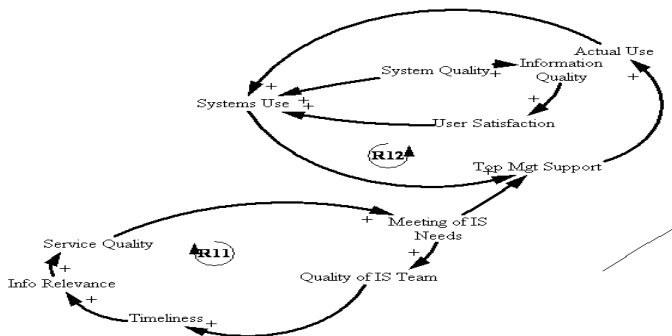 Actual Use
+
System Quality
+
Information
Quality
+
+
Systems Use
+
+
+
User Satisfaction
R12
+
Top Mgt Support
+
Meeting of IS
Needs
+
Service Quality
R11
+
Info Relevance
Quality of IS Team
+
Timeliness
+